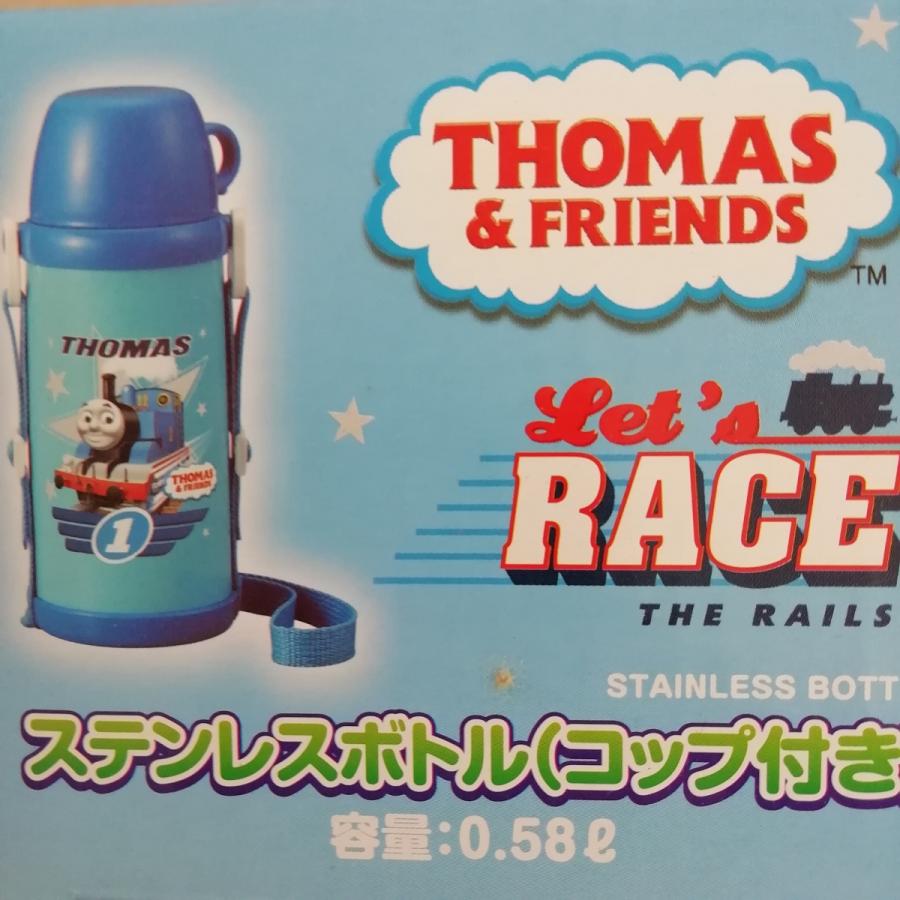 THOMAS
& FRIENDS
TM
THOMAS
THOMAS
& FRIENDS
1
Let's
RACE
THE RAILS
STAINLESS BOTT
ステンレスボトル(コップ付き
容量:0.58ℓ